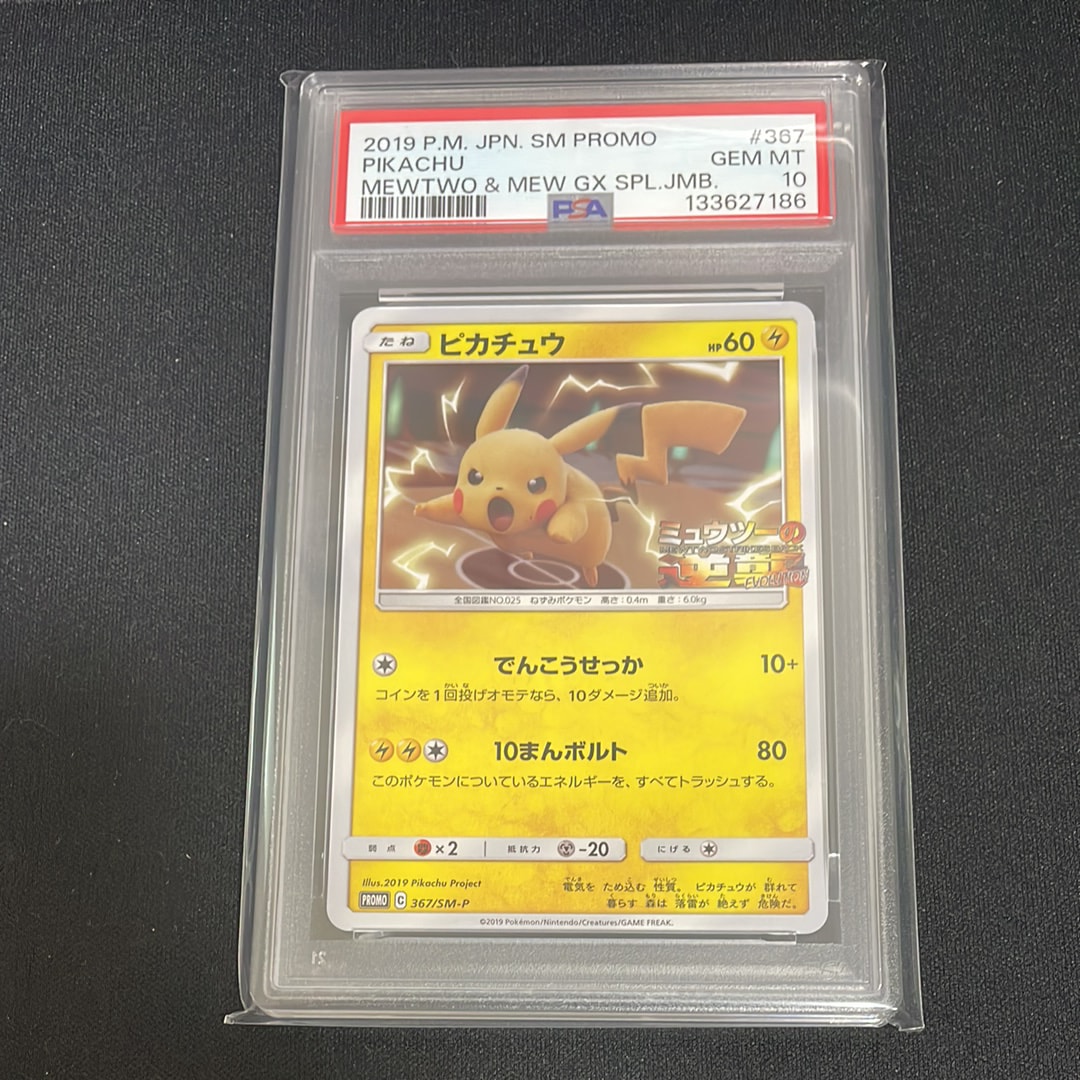 2019 P.M. JPN. SM PROMO #367
PIKACHU GEM MT
MEWTWO & MEW GX SPL.JMB. 10
PSA 133627186
たね ピカチュウ HP60
ミュウツーの
MEWTWO STRIKES BACK
逆襲
EVOLUTION
全国図鑑NO.025 ねずみポケモン 高さ:0.4m 重さ:6.0kg
でんこうせっか 10+
コインを1回投げオモテなら、10ダメージ追加。
10まんボルト 80
このポケモンについているエネルギーを、すべてトラッシュする。
弱点 ×2 抵抗力 -20 にげる
Illus.2019 Pikachu Project
電気を ため込む 性質。 ピカチュウが 群れて
暮らす 森は 落雷が 絶えず 危険だ。
PROMO C 367/SM-P
©2019 Pokémon/Nintendo/Creatures/GAME FREAK.
21